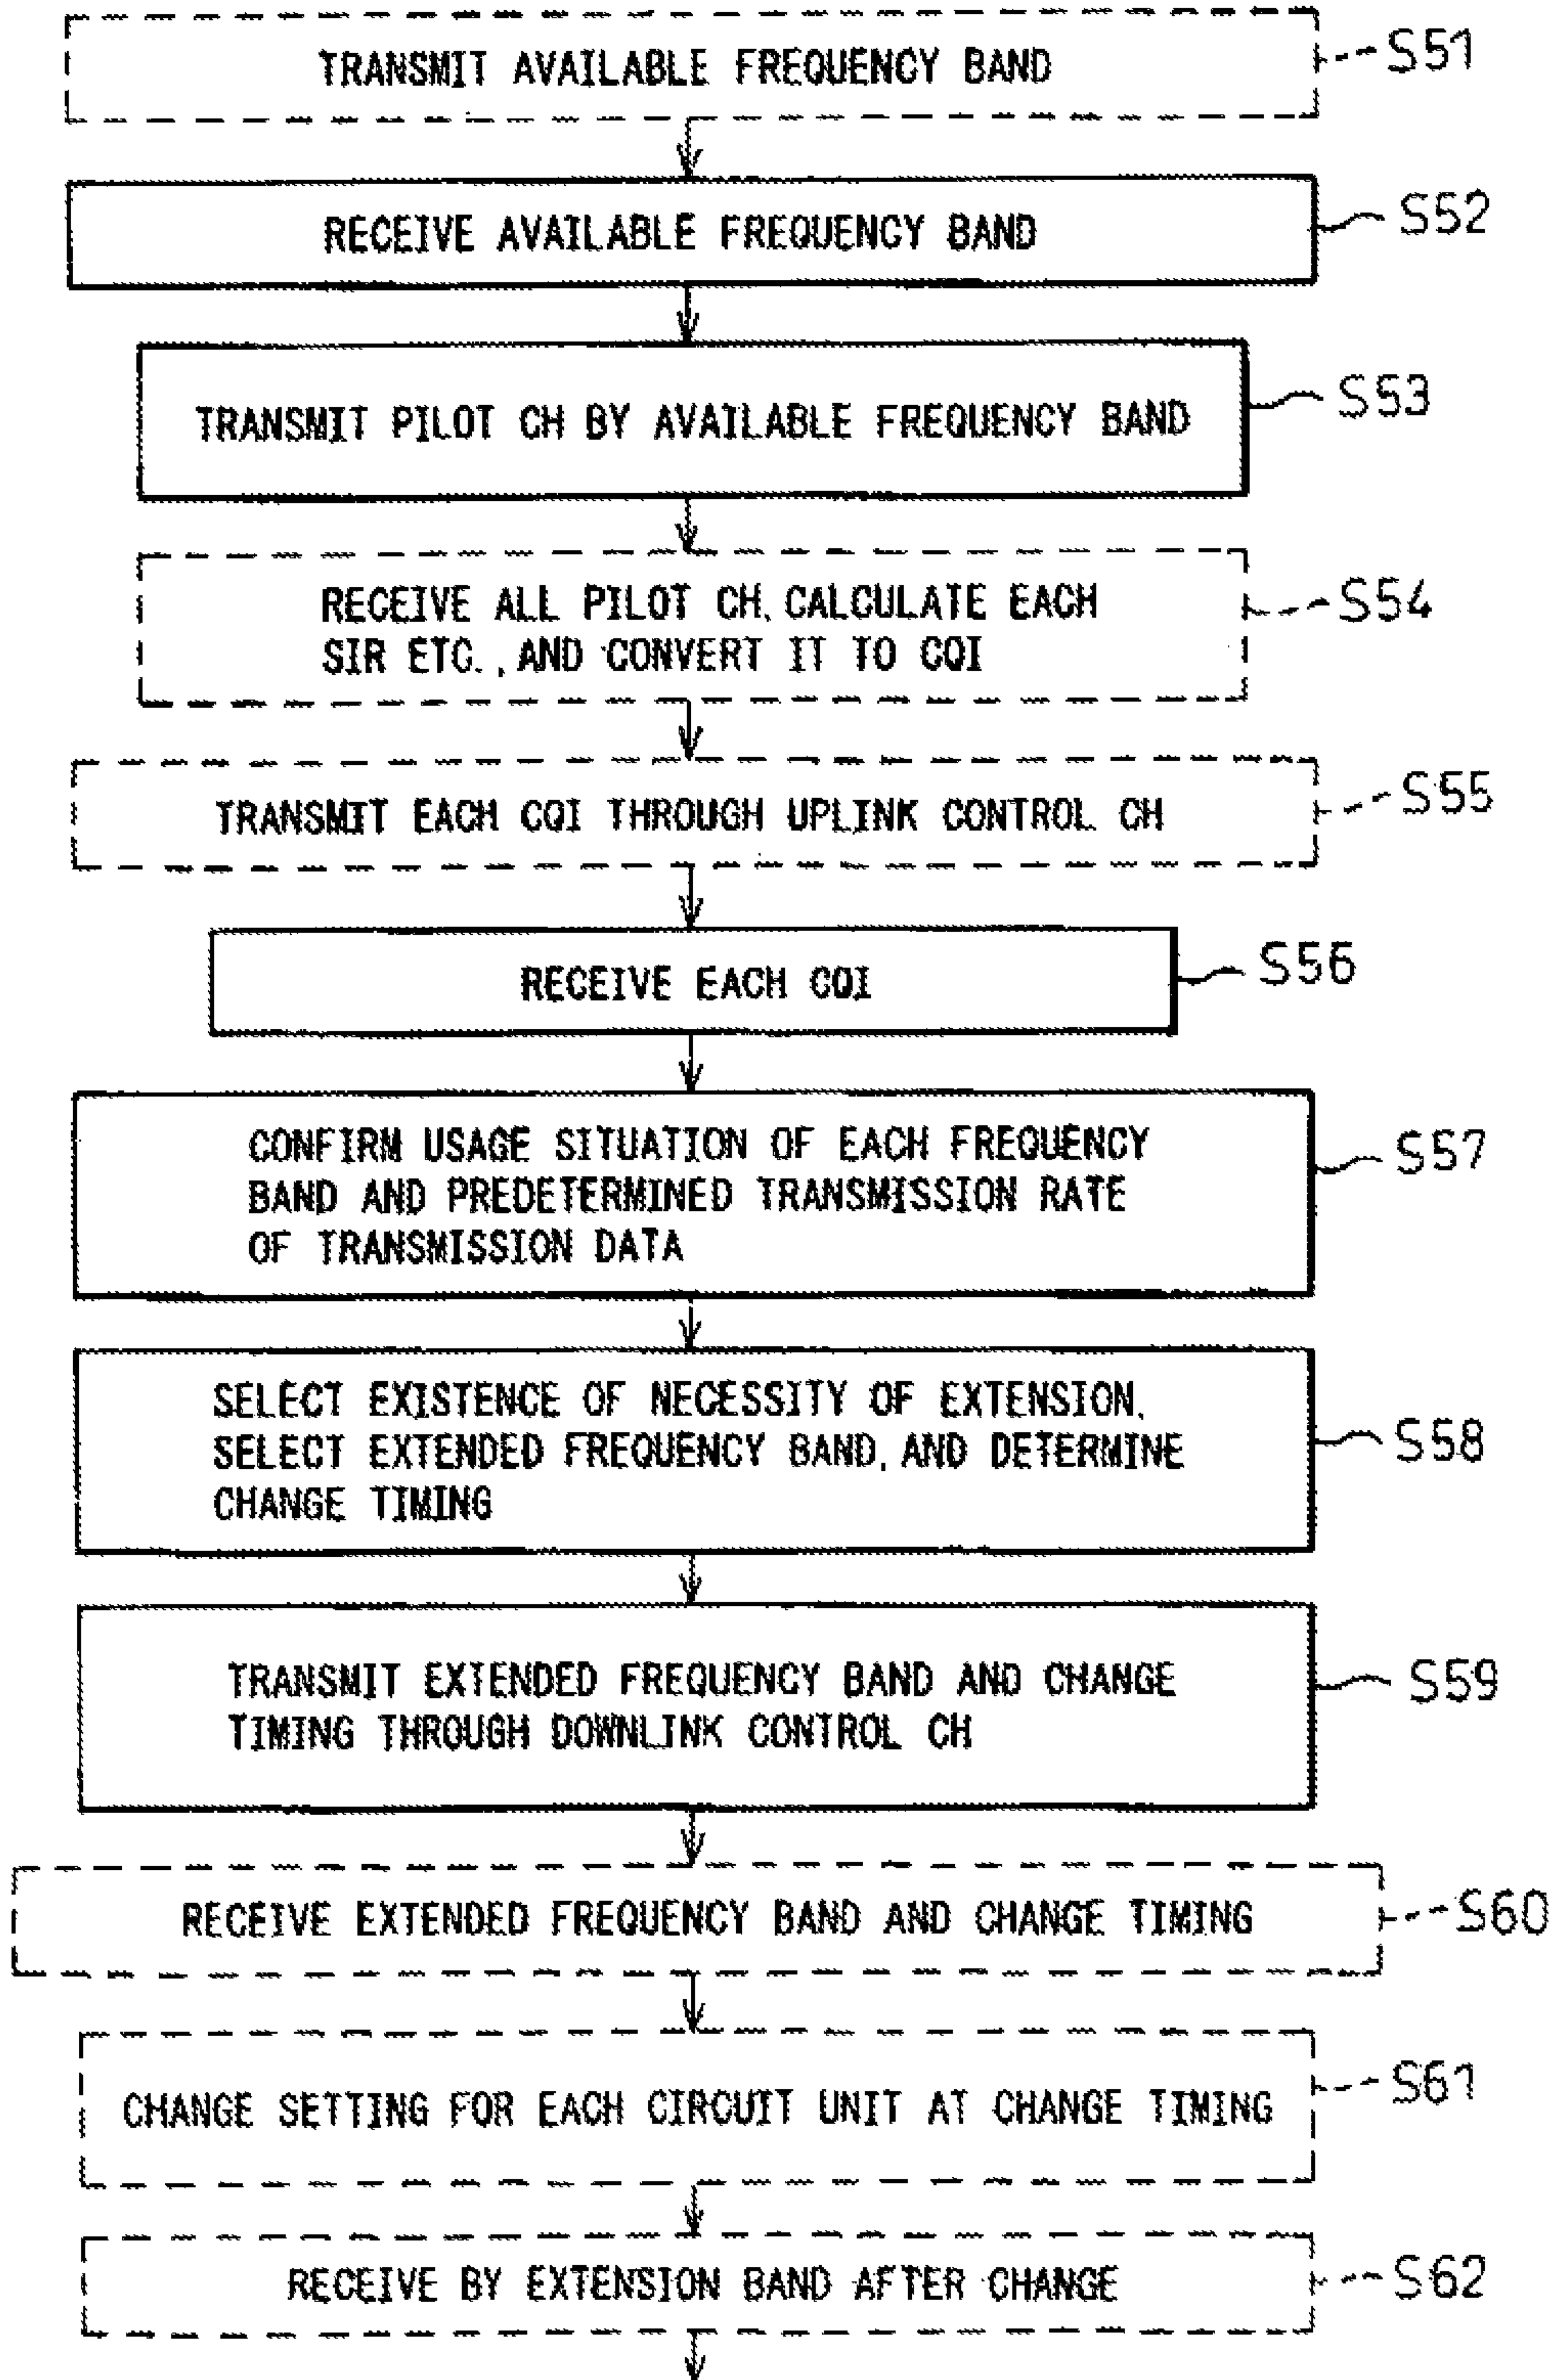 TRANSMIT AVAILABLE FREQUENCY BAND
S51
RECEIVE AVAILABLE FREQUENCY BAND
S52
TRANSMIT PILOT CH BY AVAILABLE FREQUENCY BAND
S53
RECEIVE ALL PILOT CH, CALCULATE EACH
SIR ETC., AND CONVERT IT TO CQI
S54
TRANSMIT EACH CQI THROUGH UPLINK CONTROL CH
S55
RECEIVE EACH CQI
S56
CONFIRM USAGE SITUATION OF EACH FREQUENCY
BAND AND PREDETERMINED TRANSMISSION RATE
OF TRANSMISSION DATA
S57
SELECT EXISTENCE OF NECESSITY OF EXTENSION,
SELECT EXTENDED FREQUENCY BAND, AND DETERMINE
CHANGE TIMING
S58
TRANSMIT EXTENDED FREQUENCY BAND AND CHANGE
TIMING THROUGH DOWNLINK CONTROL CH
S59
RECEIVE EXTENDED FREQUENCY BAND AND CHANGE TIMING
S60
CHANGE SETTING FOR EACH CIRCUIT UNIT AT CHANGE TIMING
S61
RECEIVE BY EXTENSION BAND AFTER CHANGE
S62